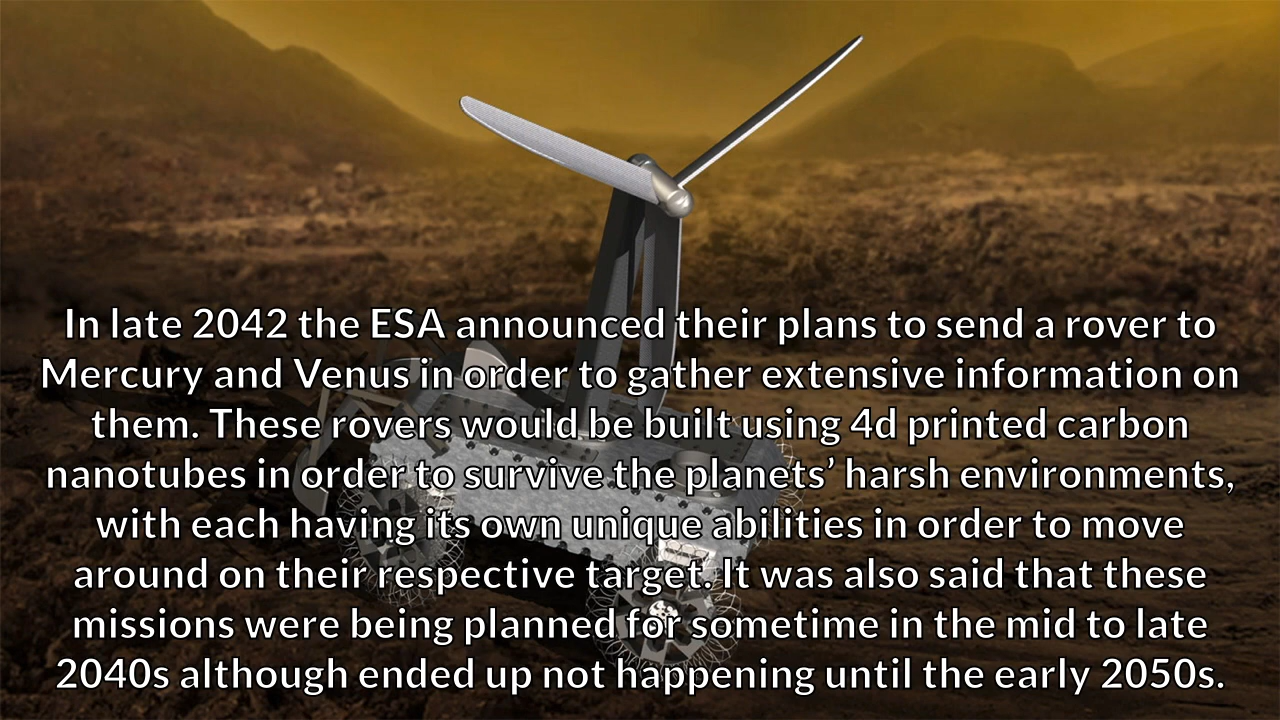 In late 2042 the ESA announced their plans to send a rover to
Mercury and Venus in order to gather extensive information on
them. These rovers would be built using 4d printed carbon
nanotubes in order to survive the planets’ harsh environments,
with each having its own unique abilities in order to move
around on their respective target. It was also said that these
missions were being planned for sometime in the mid to late
2040s although ended up not happening until the early 2050s.